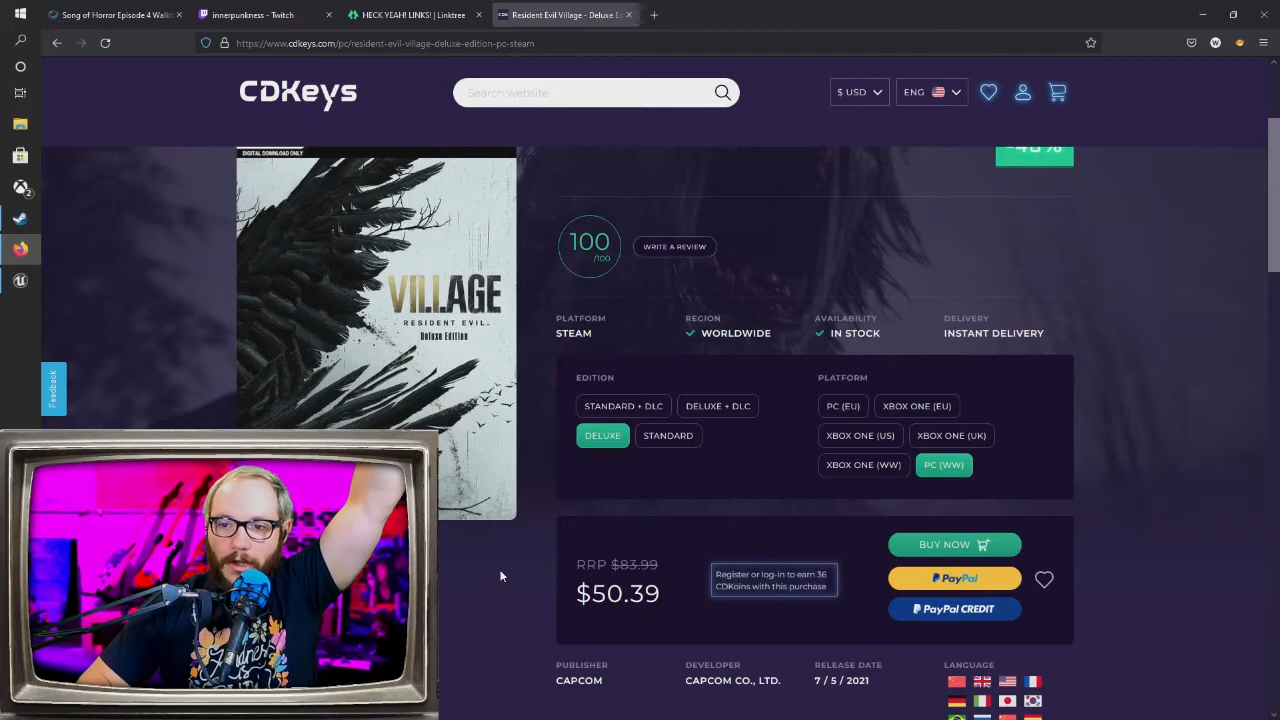 Song of Horror Episode 4 Walkt
innerpunkness - Twitch
HECK YEAH! LINKS! | Linktree
Resident Evil Village - Deluxe Ed
https://www.cdkeys.com/pc/resident-evil-village-deluxe-edition-pc-steam
CDKeys
Search website
$ USD
ENG
DIGITAL DOWNLOAD ONLY
VILLAGE
RESIDENT EVIL
Deluxe Edition
100
/100
WRITE A REVIEW
PLATFORM REGION AVAILABILITY DELIVERY
STEAM WORLDWIDE IN STOCK INSTANT DELIVERY
EDITION
STANDARD + DLC DELUXE + DLC
DELUXE STANDARD
PLATFORM
PC (EU) XBOX ONE (EU)
XBOX ONE (US) XBOX ONE (UK)
XBOX ONE (WW) PC (WW)
Feedback
RRP $83.99
$50.39
Register or log-in to earn 36
CDKoins with this purchase
BUY NOW
PayPal
PayPal CREDIT
PUBLISHER DEVELOPER RELEASE DATE LANGUAGE
CAPCOM CAPCOM CO., LTD. 7 / 5 / 2021
Kindness